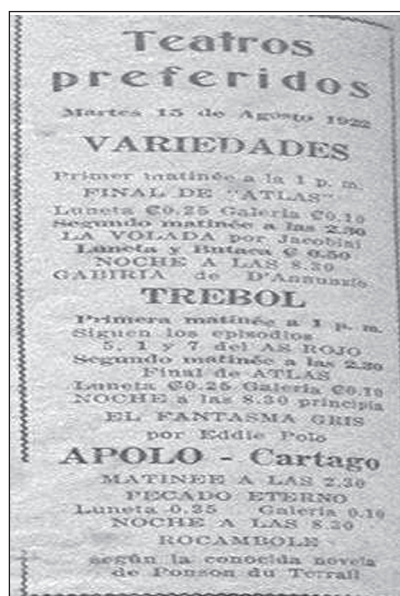 Teatros
preferidos
Martes 15 de Agosto 1922
VARIEDADES
Primer matinée a la 1 p. m.
FINAL DE "ATLAS"
Luneta ₡0.25 Galería ₡0.10
Segundo matinée a las 2.30
LA VOLADA por Jacobini
Luneta y Butaca ₡ 0.50
NOCHE A LAS 8.30
GABIRIA de D'Annunzio
TREBOL
Primera matinée a 1 p. m.
Siguen los episodios
5, 1 y 7 del AS ROJO
Segundo matinée a las 2.30
Final de ATLAS
Luneta ₡0.25 Galería ₡0.10
NOCHE a las 8.30 principia
EL FANTASMA GRIS
por Eddie Polo
APOLO - Cartago
MATINEE A LAS 2.30
PECADO ETERNO
Luneta 0.25 Galería 0.10
NOCHE A LAS 8.30
ROCAMBOLE
según la conocida novela
de Ponson du Terrail